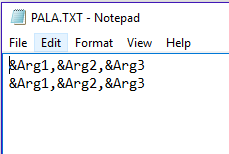 PALA.TXT - Notepad
File Edit Format View Help
&Arg1,&Arg2,&Arg3
&Arg1,&Arg2,&Arg3